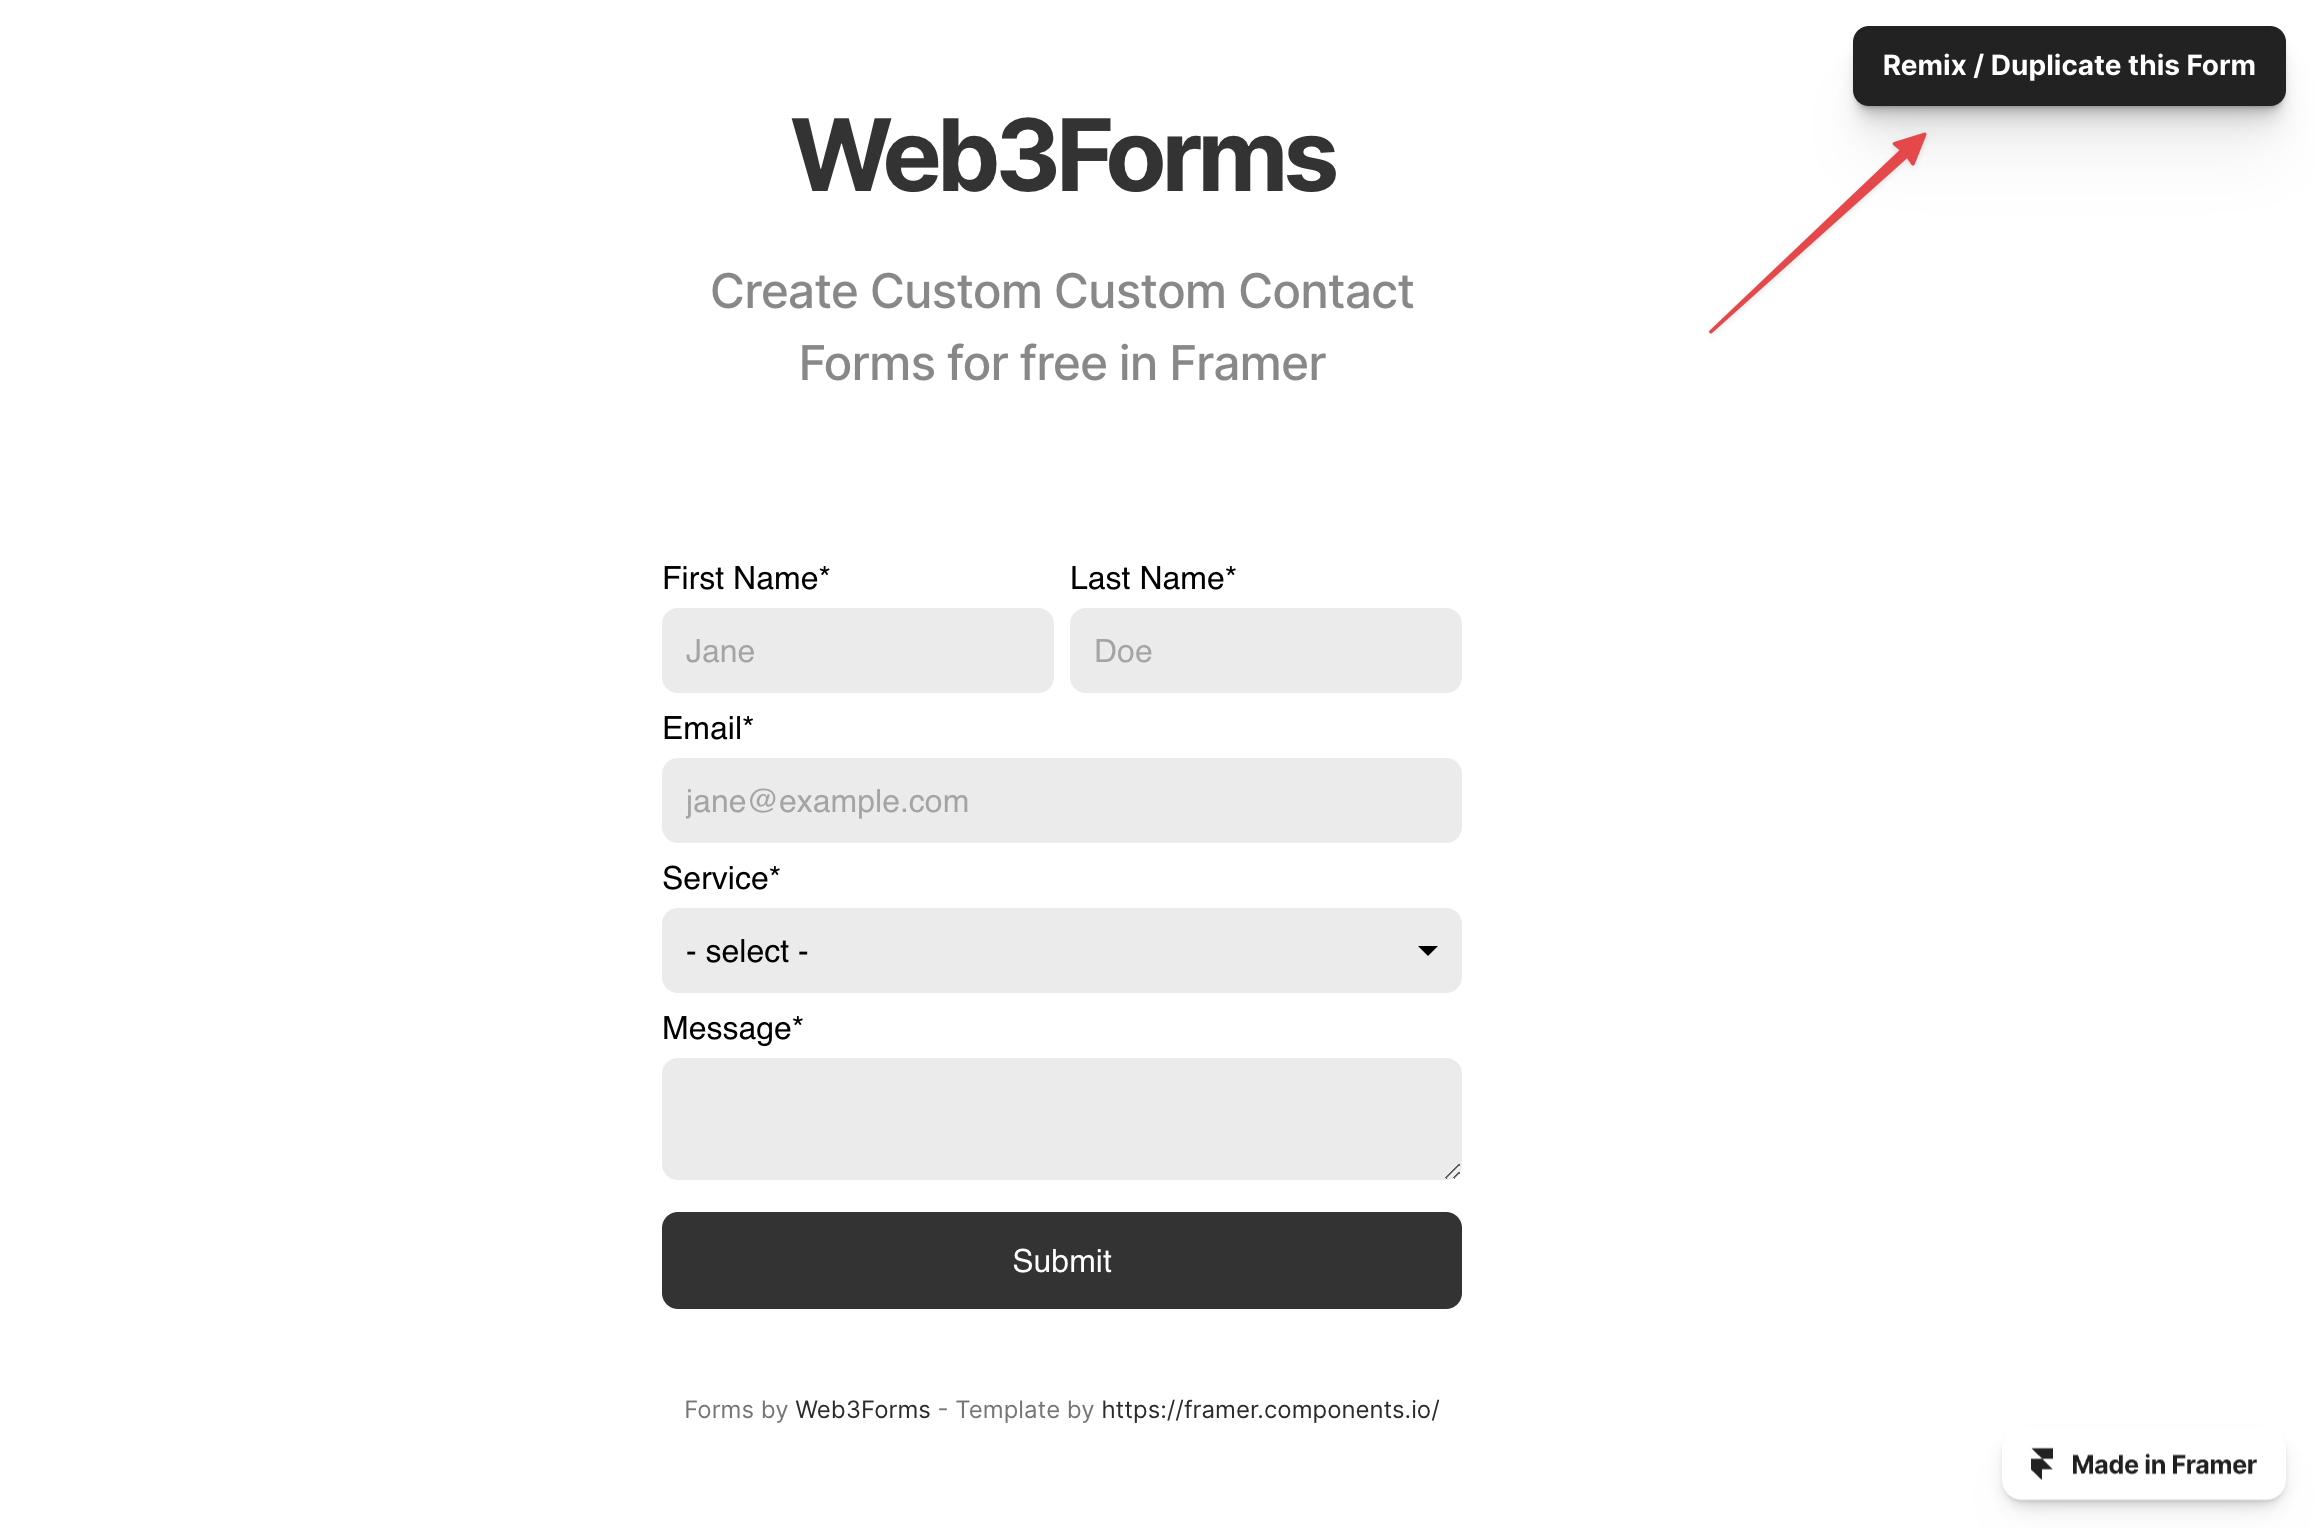 Remix / Duplicate this Form
Web3Forms
Create Custom Custom Contact
Forms for free in Framer
First Name*
Last Name*
Jane
Doe
Email*
jane@example.com
Service*
- select -
Message*
Submit
Forms by Web3Forms - Template by https://framer.components.io/
Made in Framer